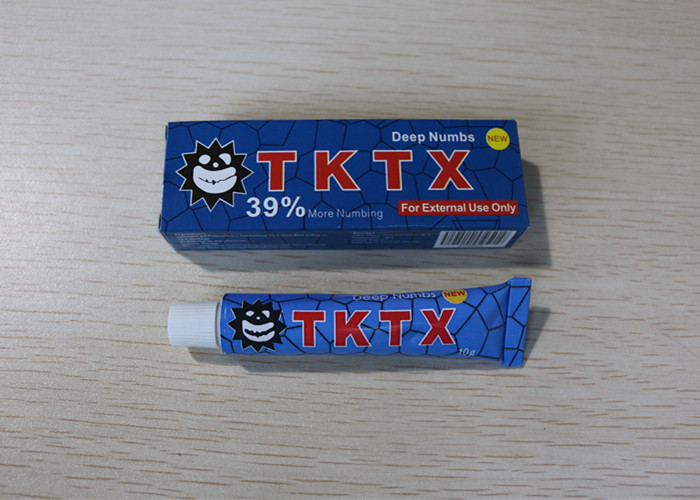 Deep Numbs NEW
TKTX
39% More Numbing
For External Use Only
Deep Numbs NEW
TKTX
10g